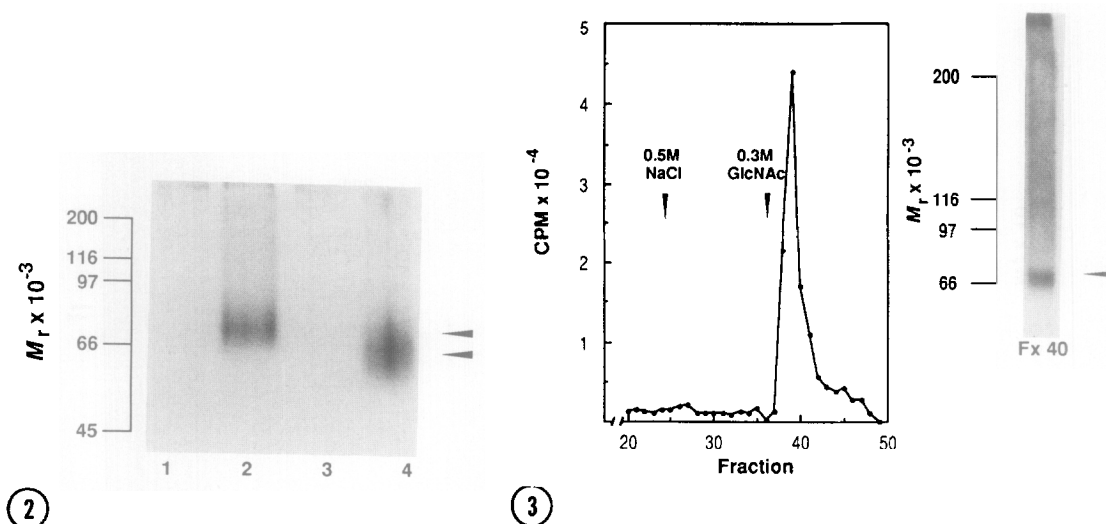 M_r x 10^-3
200
116
97
66
45
1 2 3 4
2
5
4
3
2
1
CPM x 10^-4
0.5M
NaCl
0.3M
GlcNAc
20 30 40 50
Fraction
3
M_r x 10^-3
200
116
97
66
Fx 40